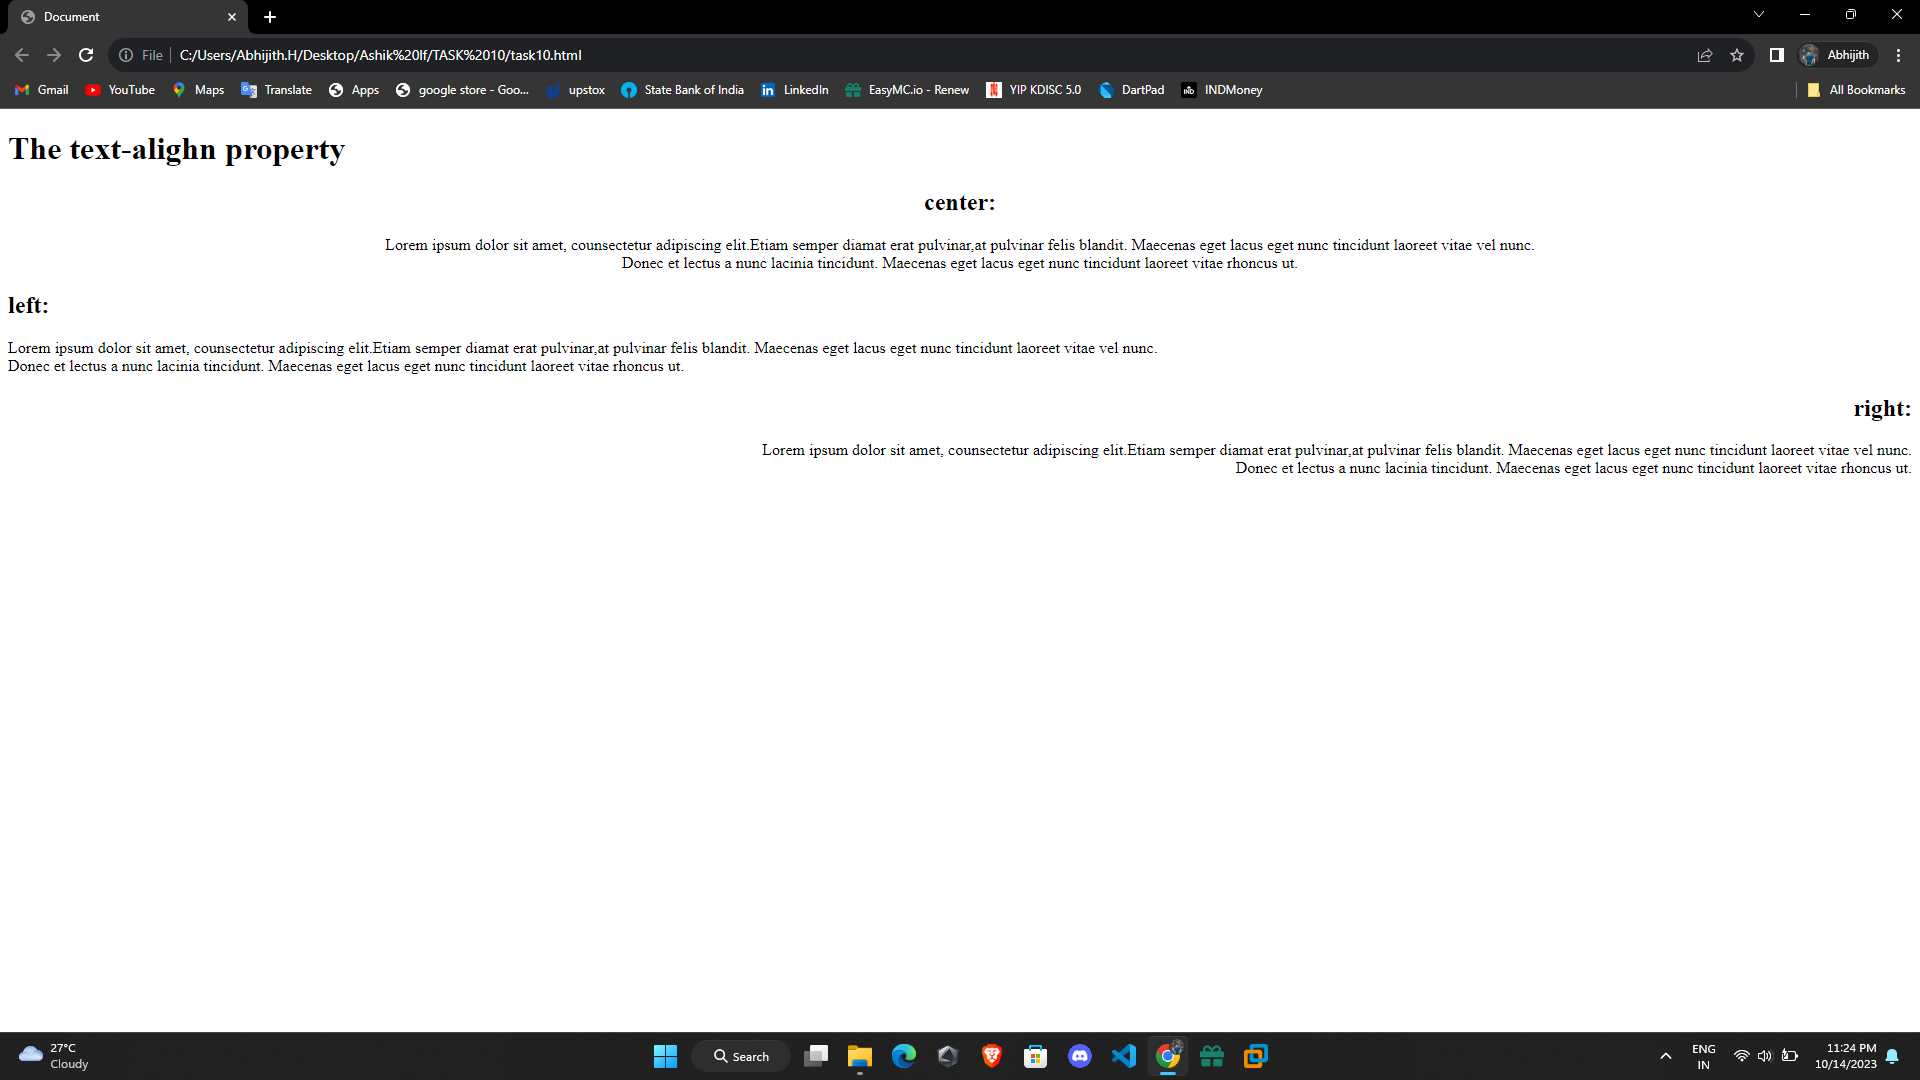 Document
File
C:/Users/Abhijith.H/Desktop/Ashik%20lf/TASK%2010/task10.html
Abhijith
Gmail YouTube Maps Translate Apps google store - Goo... upstox State Bank of India LinkedIn EasyMC.io - Renew YIP KDISC 5.0 DartPad INDMoney All Bookmarks
The text-alighn property
center:
Lorem ipsum dolor sit amet, counsectetur adipiscing elit.Etiam semper diamat erat pulvinar,at pulvinar felis blandit. Maecenas eget lacus eget nunc tincidunt laoreet vitae vel nunc.
Donec et lectus a nunc lacinia tincidunt. Maecenas eget lacus eget nunc tincidunt laoreet vitae rhoncus ut.
left:
Lorem ipsum dolor sit amet, counsectetur adipiscing elit.Etiam semper diamat erat pulvinar,at pulvinar felis blandit. Maecenas eget lacus eget nunc tincidunt laoreet vitae vel nunc.
Donec et lectus a nunc lacinia tincidunt. Maecenas eget lacus eget nunc tincidunt laoreet vitae rhoncus ut.
right:
Lorem ipsum dolor sit amet, counsectetur adipiscing elit.Etiam semper diamat erat pulvinar,at pulvinar felis blandit. Maecenas eget lacus eget nunc tincidunt laoreet vitae vel nunc.
Donec et lectus a nunc lacinia tincidunt. Maecenas eget lacus eget nunc tincidunt laoreet vitae rhoncus ut.
27°C
Cloudy
Search
ENG
IN
11:24 PM
10/14/2023